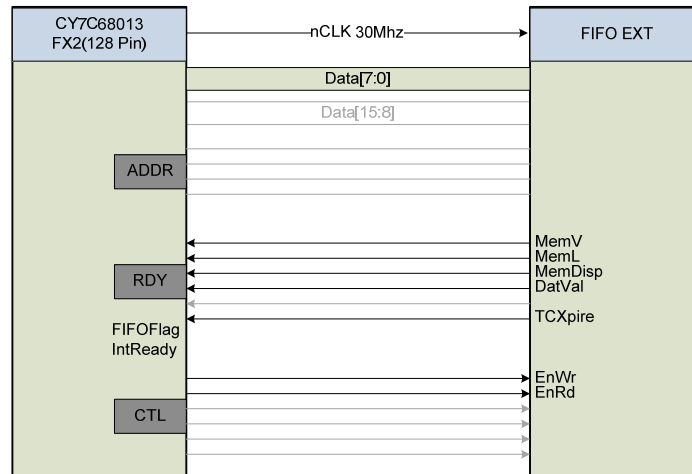 CY7C68013
FX2(128 Pin)
nCLK 30Mhz
FIFO EXT
Data[7:0]
Data[15:8]
ADDR
MemV
MemL
MemDisp
RDY
DatVal
TCXpire
FIFOFlag
IntReady
EnWr
EnRd
CTL